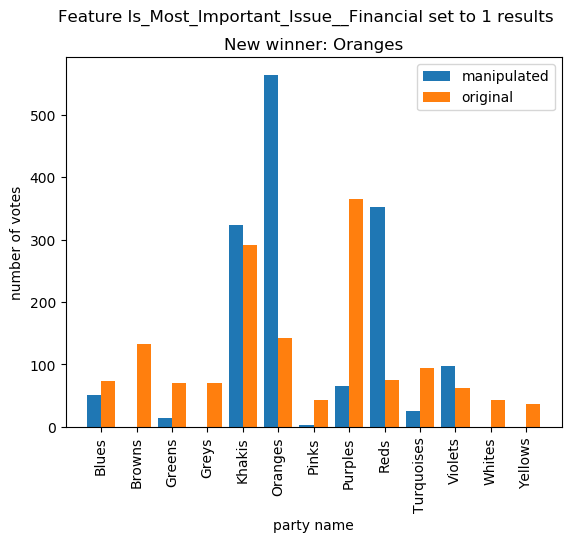 Feature Is_Most_Important_Issue__Financial set to 1 results
New winner: Oranges
manipulated
original
number of votes
500
400
300
200
100
0
Blues
Browns
Greens
Greys
Khakis
Oranges
Pinks
Purples
Reds
Turquoises
Violets
Whites
Yellows
party name